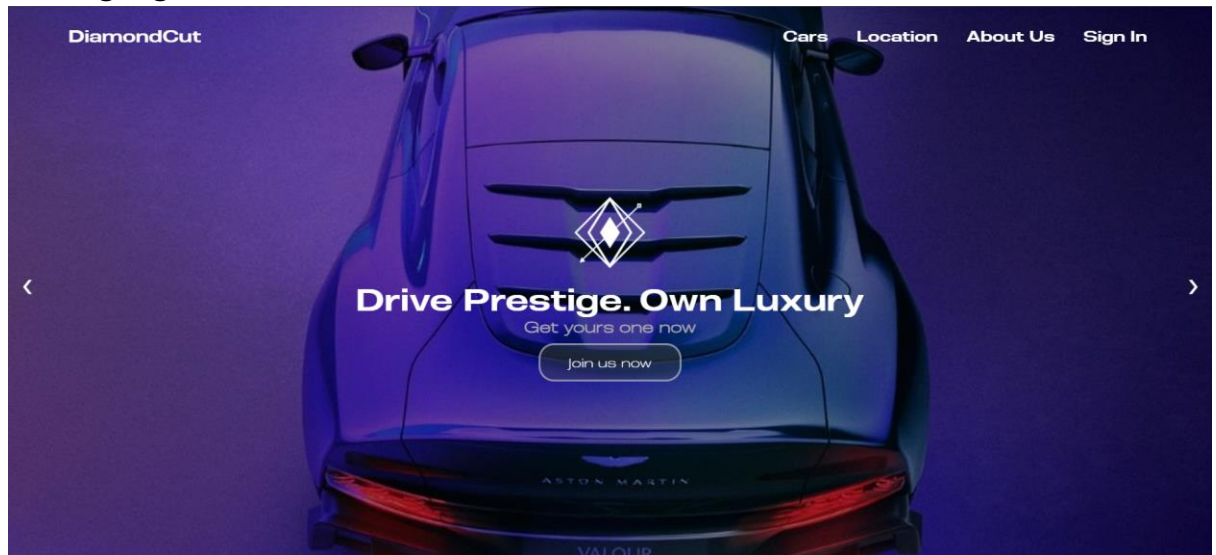 DiamondCut Cars Location About Us Sign In
‹ ›
Drive Prestige. Own Luxury
Get yours one now
Join us now
ASTON MARTIN
VALOUR